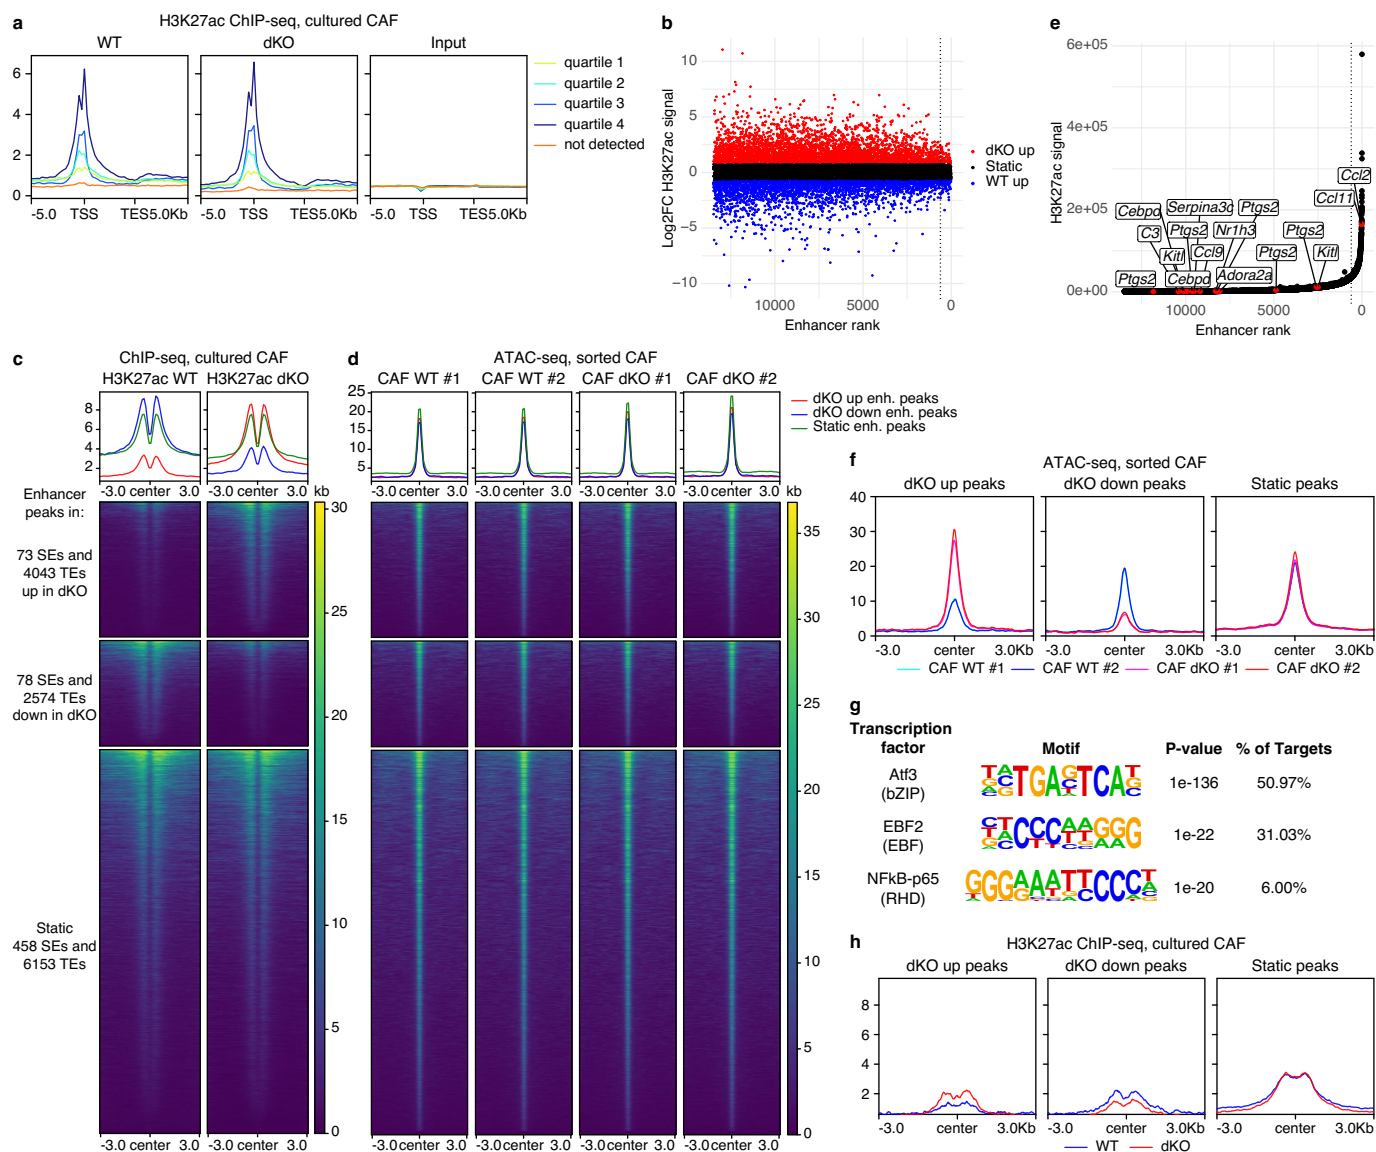 a
H3K27ac ChIP-seq, cultured CAF
WT dKO Input
6
4
2
0
-5.0 TSS TES5.0Kb
-5.0 TSS TES5.0Kb
-5.0 TSS TES5.0Kb
quartile 1
quartile 2
quartile 3
quartile 4
not detected
b
Log2FC H3K27ac signal
10
5
0
−5
−10
10000 5000 0
Enhancer rank
dKO up
Static
WT up
e
H3K27ac signal
6e+05
4e+05
2e+05
0e+00
Ccl2
Ccl11
Cebpd Serpina3c Ptgs2
C3 Ptgs2 Nr1h3 Ptgs2
Kitl Ccl9 Ptgs2 Kitl
Ptgs2 Cebpd Adora2a
10000 5000 0
Enhancer rank
c
ChIP-seq, cultured CAF
H3K27ac WT H3K27ac dKO
8
6
4
2
-3.0 center 3.0
-3.0 center 3.0
kb
Enhancer
peaks in:
73 SEs and
4043 TEs
up in dKO
78 SEs and
2574 TEs
down in dKO
Static
458 SEs and
6153 TEs
30
25
20
15
10
5
0
-3.0 center 3.0
-3.0 center 3.0
d
ATAC-seq, sorted CAF
CAF WT #1 CAF WT #2 CAF dKO #1 CAF dKO #2
25
20
15
10
5
dKO up enh. peaks
dKO down enh. peaks
Static enh. peaks
-3.0 center 3.0
-3.0 center 3.0
-3.0 center 3.0
-3.0 center 3.0
kb
35
30
25
20
15
10
5
0
-3.0 center 3.0
-3.0 center 3.0
-3.0 center 3.0
-3.0 center 3.0
f
ATAC-seq, sorted CAF
dKO up peaks dKO down peaks Static peaks
40
30
20
10
0
-3.0 center 3.0Kb
-3.0 center 3.0Kb
-3.0 center 3.0Kb
CAF WT #1 CAF WT #2 CAF dKO #1 CAF dKO #2
g
Transcription
factor Motif P-value % of Targets
Atf3
(bZIP) 1e-136 50.97%
EBF2
(EBF) 1e-22 31.03%
NFkB-p65
(RHD) 1e-20 6.00%
h
H3K27ac ChIP-seq, cultured CAF
dKO up peaks dKO down peaks Static peaks
8
6
4
2
-3.0 center 3.0Kb
-3.0 center 3.0Kb
-3.0 center 3.0Kb
WT dKO